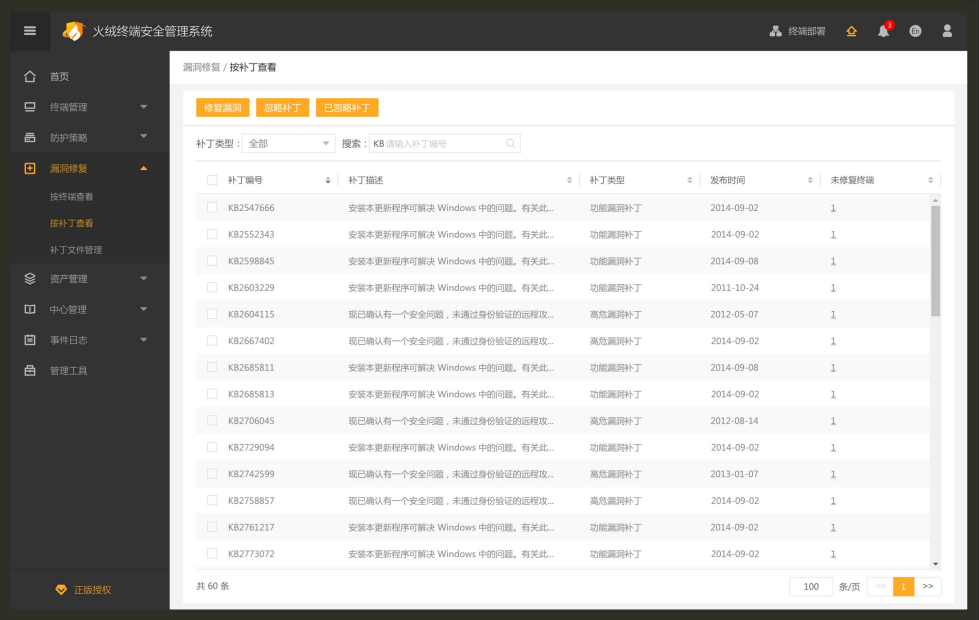 火绒终端安全管理系统
终端部署
3
En
首页
终端管理
防护策略
漏洞修复
按终端查看
按补丁查看
补丁文件管理
资产管理
中心管理
事件日志
管理工具
正版授权
漏洞修复 / 按补丁查看
修复漏洞 忽略补丁 已忽略补丁
补丁类型： 全部 搜索： KB 请输入补丁编号
补丁编号 补丁描述 补丁类型 发布时间 未修复终端
KB2547666 安装本更新程序可解决 Windows 中的问题。有关此... 功能漏洞补丁 2014-09-02 1
KB2552343 安装本更新程序可解决 Windows 中的问题。有关此... 功能漏洞补丁 2014-09-02 1
KB2598845 安装本更新程序可解决 Windows 中的问题。有关此... 功能漏洞补丁 2014-09-08 1
KB2603229 安装本更新程序可解决 Windows 中的问题。有关此... 功能漏洞补丁 2011-10-24 1
KB2604115 现已确认有一个安全问题，未通过身份验证的远程攻... 高危漏洞补丁 2012-05-07 1
KB2667402 现已确认有一个安全问题，未通过身份验证的远程攻... 高危漏洞补丁 2014-09-02 1
KB2685811 安装本更新程序可解决 Windows 中的问题。有关此... 功能漏洞补丁 2014-09-08 1
KB2685813 安装本更新程序可解决 Windows 中的问题。有关此... 功能漏洞补丁 2014-09-02 1
KB2706045 现已确认有一个安全问题，未通过身份验证的远程攻... 高危漏洞补丁 2012-08-14 1
KB2729094 安装本更新程序可解决 Windows 中的问题。有关此... 功能漏洞补丁 2014-09-02 1
KB2742599 现已确认有一个安全问题，未通过身份验证的远程攻... 高危漏洞补丁 2013-01-07 1
KB2758857 现已确认有一个安全问题，未通过身份验证的远程攻... 高危漏洞补丁 2014-09-02 1
KB2761217 安装本更新程序可解决 Windows 中的问题。有关此... 功能漏洞补丁 2014-09-02 1
KB2773072 安装本更新程序可解决 Windows 中的问题。有关此... 功能漏洞补丁 2014-09-02 1
共 60 条 100 条/页 << 1 >>